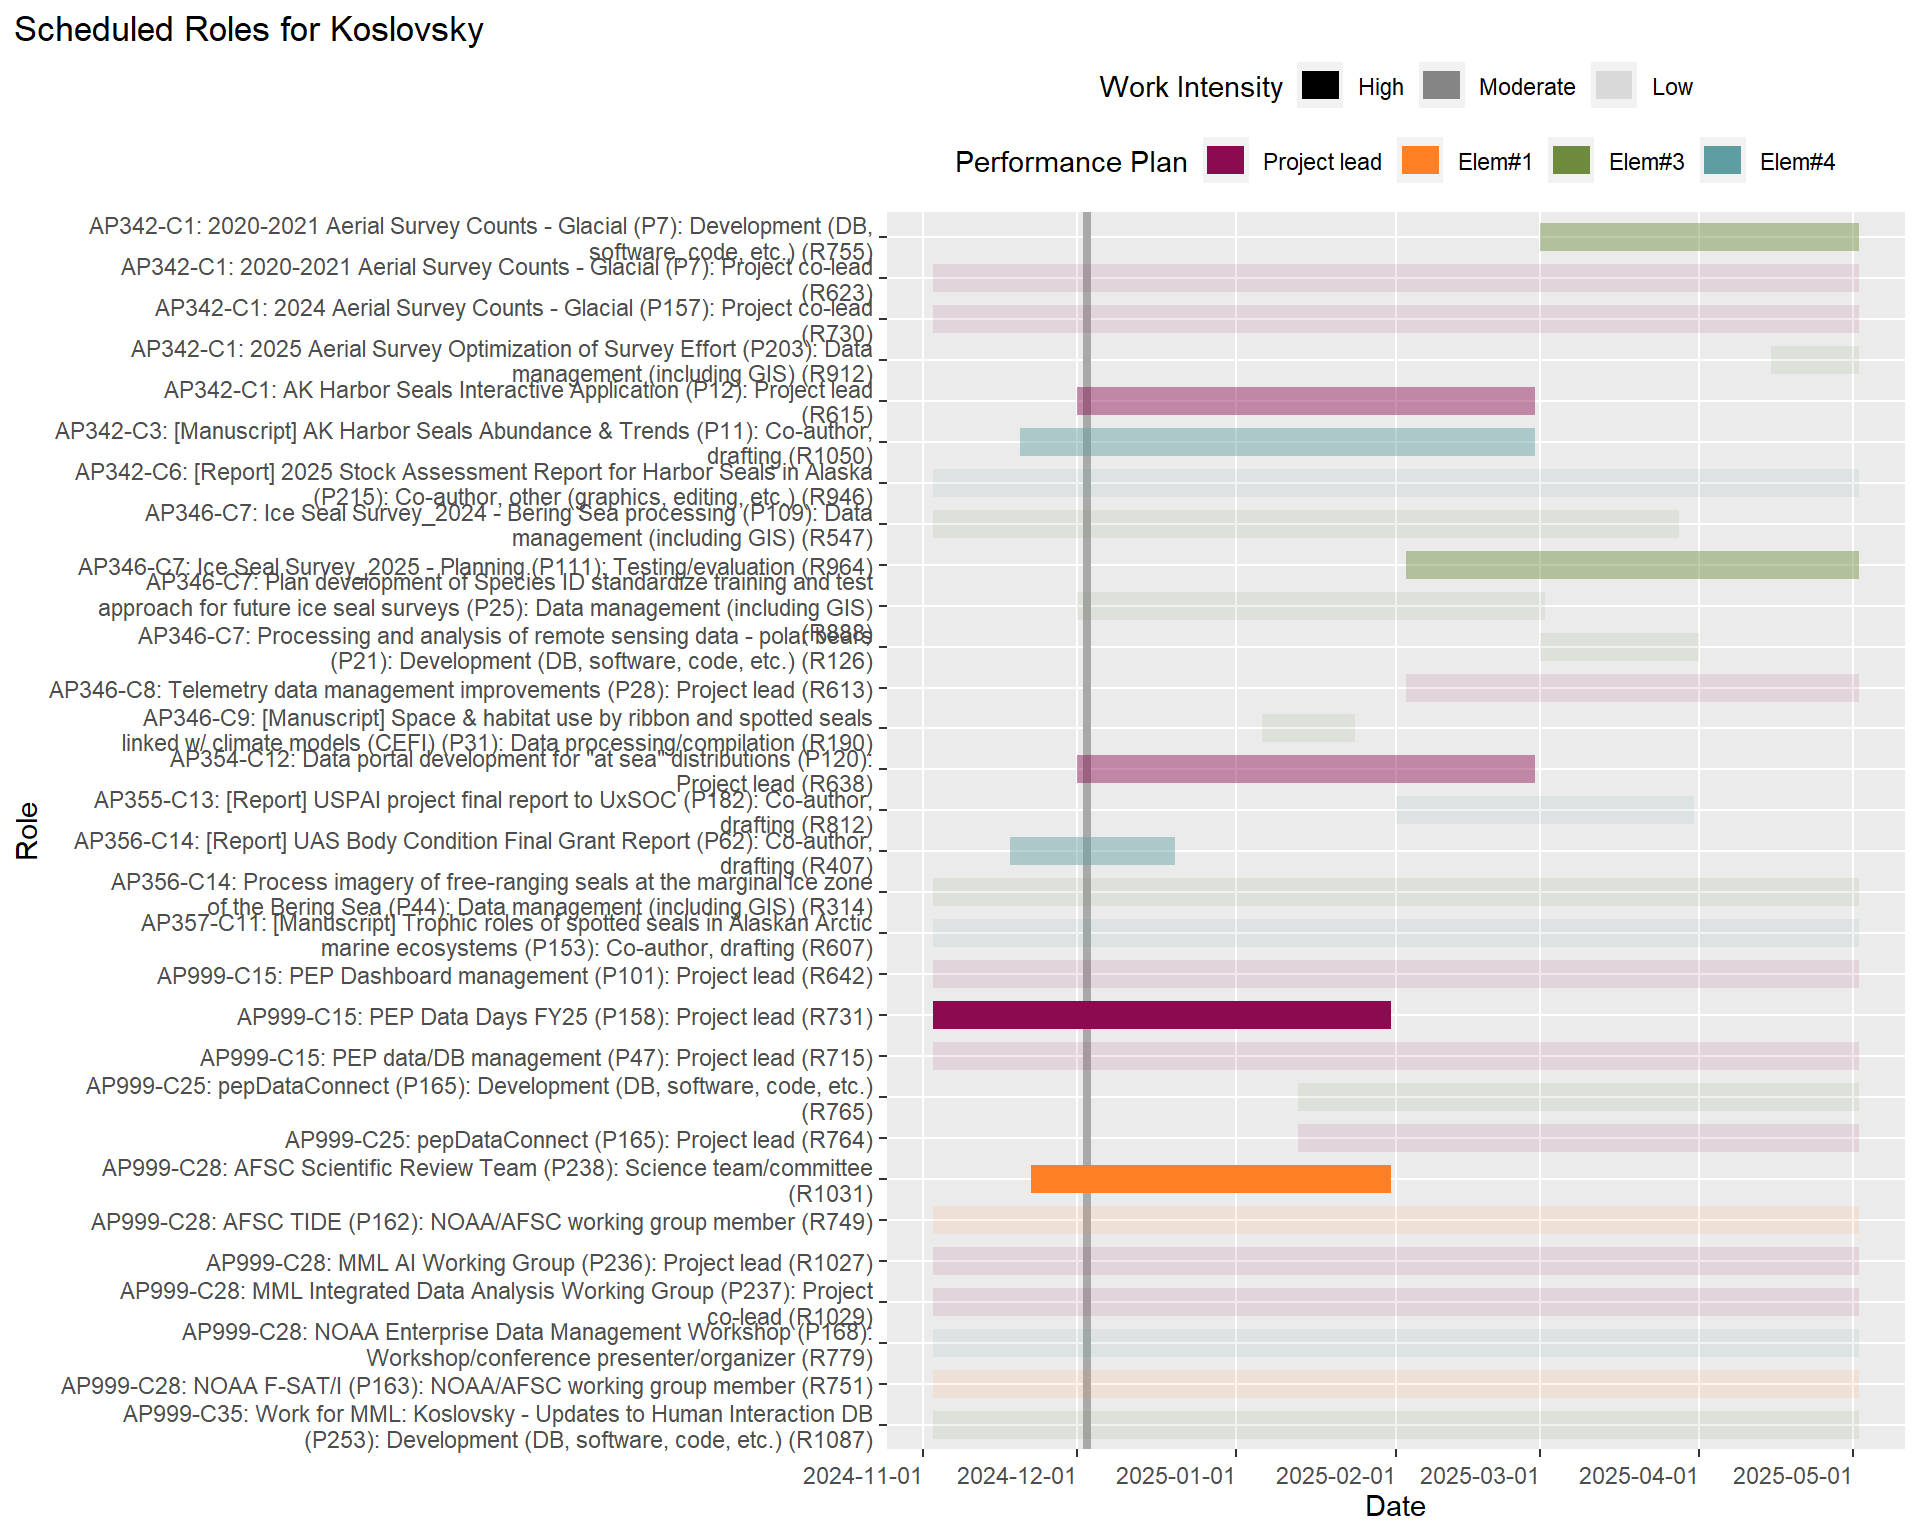 Scheduled Roles for Koslovsky
Work Intensity High Moderate Low
Performance Plan Project lead Elem#1 Elem#3 Elem#4
AP342-C1: 2020-2021 Aerial Survey Counts - Glacial (P7): Development (DB,
software, code, etc.) (R755)
AP342-C1: 2020-2021 Aerial Survey Counts - Glacial (P7): Project co-lead
(R623)
AP342-C1: 2024 Aerial Survey Counts - Glacial (P157): Project co-lead
(R730)
AP342-C1: 2025 Aerial Survey Optimization of Survey Effort (P203): Data
management (including GIS) (R912)
AP342-C1: AK Harbor Seals Interactive Application (P12): Project lead
(R615)
AP342-C3: [Manuscript] AK Harbor Seals Abundance & Trends (P11): Co-author,
drafting (R1050)
AP342-C6: [Report] 2025 Stock Assessment Report for Harbor Seals in Alaska
(P215): Co-author, other (graphics, editing, etc.) (R946)
AP346-C7: Ice Seal Survey_2024 - Bering Sea processing (P109): Data
management (including GIS) (R547)
AP346-C7: Ice Seal Survey_2025 - Planning (P111): Testing/evaluation (R964)
AP346-C7: Plan development of Species ID standardize training and test
approach for future ice seal surveys (P25): Data management (including GIS)
(R888)
AP346-C7: Processing and analysis of remote sensing data - polar bears
(P21): Development (DB, software, code, etc.) (R126)
AP346-C8: Telemetry data management improvements (P28): Project lead (R613)
AP346-C9: [Manuscript] Space & habitat use by ribbon and spotted seals
linked w/ climate models (CEFI) (P31): Data processing/compilation (R190)
AP354-C12: Data portal development for "at sea" distributions (P120):
Project lead (R638)
AP355-C13: [Report] USPAI project final report to UxSOC (P182): Co-author,
drafting (R812)
AP356-C14: [Report] UAS Body Condition Final Grant Report (P62): Co-author,
drafting (R407)
AP356-C14: Process imagery of free-ranging seals at the marginal ice zone
of the Bering Sea (P44): Data management (including GIS) (R314)
AP357-C11: [Manuscript] Trophic roles of spotted seals in Alaskan Arctic
marine ecosystems (P153): Co-author, drafting (R607)
AP999-C15: PEP Dashboard management (P101): Project lead (R642)
AP999-C15: PEP Data Days FY25 (P158): Project lead (R731)
AP999-C15: PEP data/DB management (P47): Project lead (R715)
AP999-C25: pepDataConnect (P165): Development (DB, software, code, etc.)
(R765)
AP999-C25: pepDataConnect (P165): Project lead (R764)
AP999-C28: AFSC Scientific Review Team (P238): Science team/committee
(R1031)
AP999-C28: AFSC TIDE (P162): NOAA/AFSC working group member (R749)
AP999-C28: MML AI Working Group (P236): Project lead (R1027)
AP999-C28: MML Integrated Data Analysis Working Group (P237): Project
co-lead (R1029)
AP999-C28: NOAA Enterprise Data Management Workshop (P168):
Workshop/conference presenter/organizer (R779)
AP999-C28: NOAA F-SAT/I (P163): NOAA/AFSC working group member (R751)
AP999-C35: Work for MML: Koslovsky - Updates to Human Interaction DB
(P253): Development (DB, software, code, etc.) (R1087)
Role
2024-11-01 2024-12-01 2025-01-01 2025-02-01 2025-03-01 2025-04-01 2025-05-01
Date